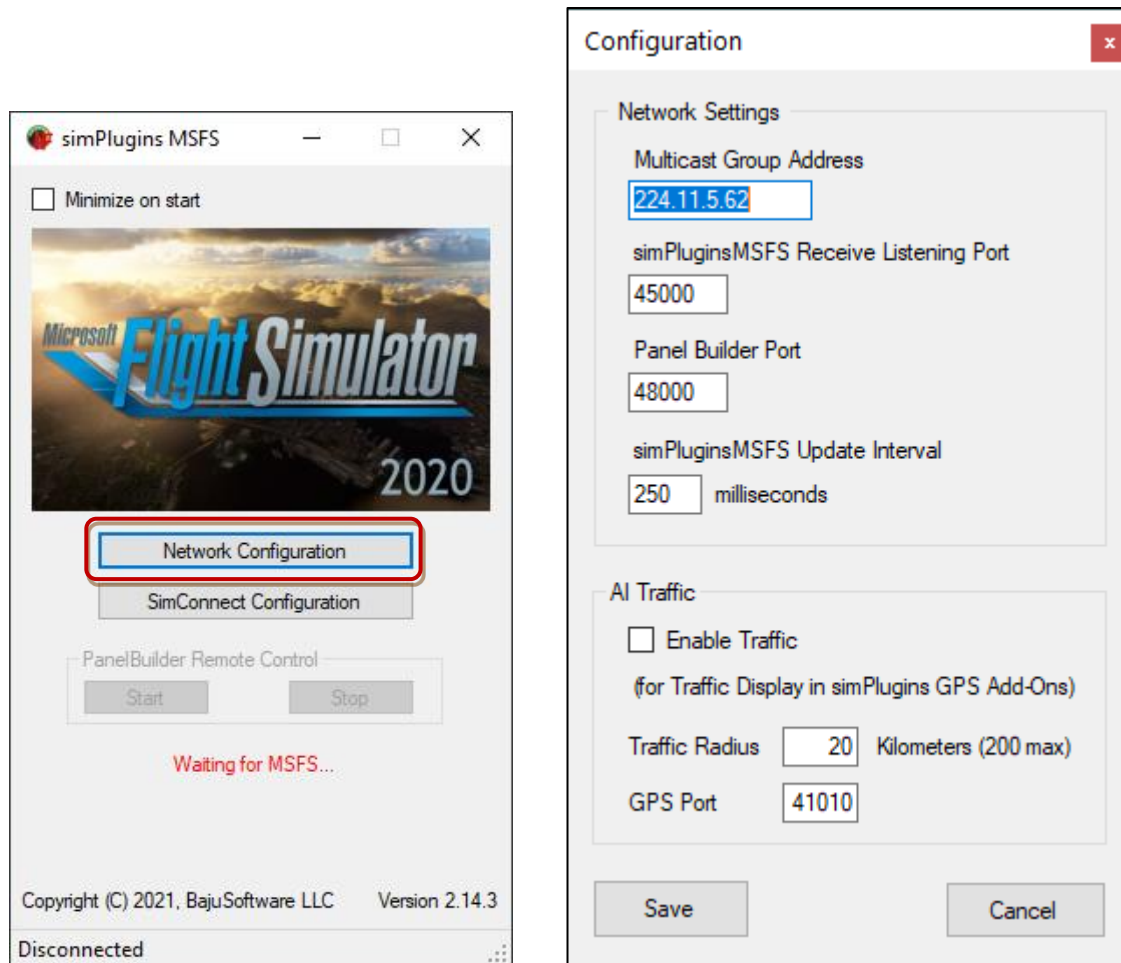 simPlugins MSFS
Minimize on start
Microsoft
Flight Simulator
2020
Network Configuration
SimConnect Configuration
PanelBuilder Remote Control
Start Stop
Waiting for MSFS...
Copyright (C) 2021, BajuSoftware LLC Version 2.14.3
Disconnected
Configuration
x
Network Settings
Multicast Group Address
224.11.5.62
simPluginsMSFS Receive Listening Port
45000
Panel Builder Port
48000
simPluginsMSFS Update Interval
250 milliseconds
AI Traffic
Enable Traffic
(for Traffic Display in simPlugins GPS Add-Ons)
Traffic Radius 20 Kilometers (200 max)
GPS Port 41010
Save Cancel